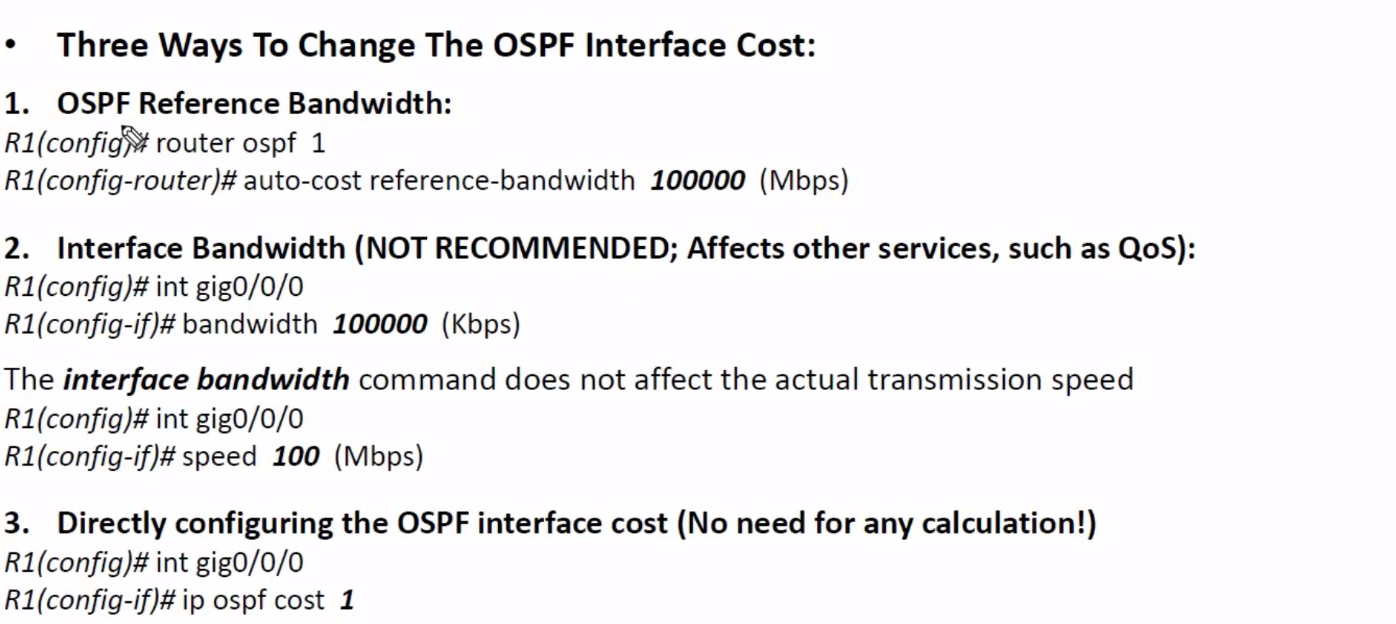 • Three Ways To Change The OSPF Interface Cost:
1. OSPF Reference Bandwidth:
R1(config)# router ospf 1
R1(config-router)# auto-cost reference-bandwidth 100000 (Mbps)
2. Interface Bandwidth (NOT RECOMMENDED; Affects other services, such as QoS):
R1(config)# int gig0/0/0
R1(config-if)# bandwidth 100000 (Kbps)
The interface bandwidth command does not affect the actual transmission speed
R1(config)# int gig0/0/0
R1(config-if)# speed 100 (Mbps)
3. Directly configuring the OSPF interface cost (No need for any calculation!)
R1(config)# int gig0/0/0
R1(config-if)# ip ospf cost 1